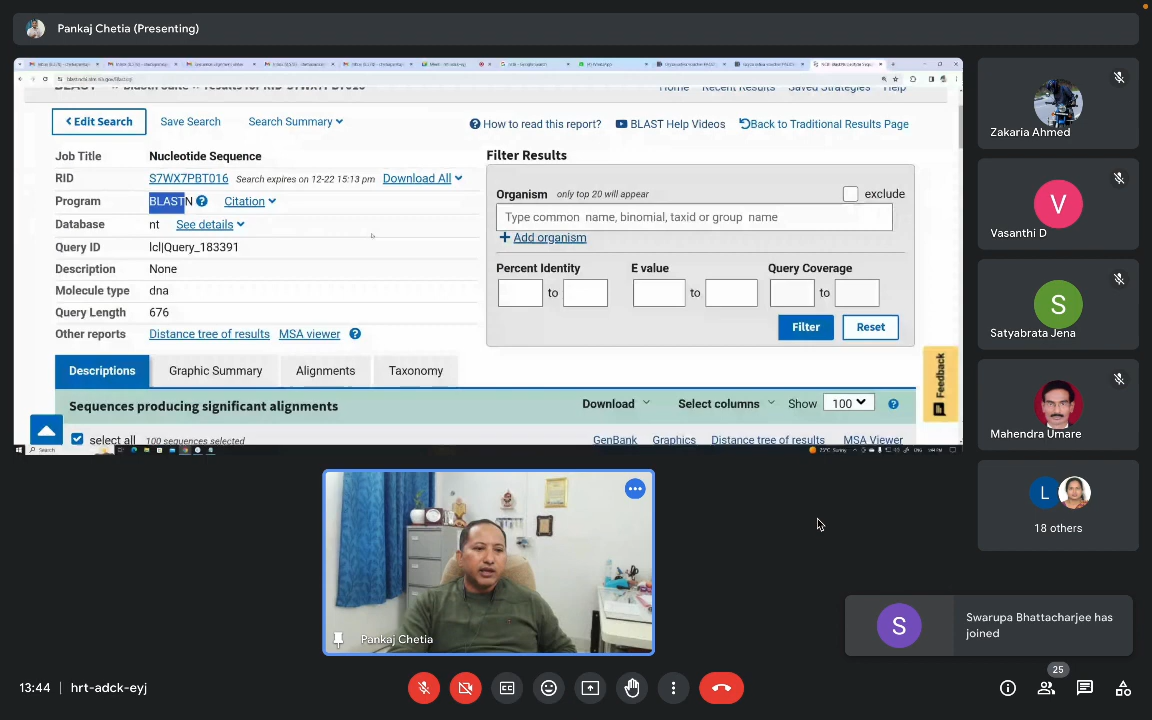 Pankaj Chetia (Presenting)
Home Recent Results Saved Strategies Help
Edit Search Save Search Search Summary
How to read this report? BLAST Help Videos Back to Traditional Results Page
Job Title Nucleotide Sequence
RID S7WX7PBT016 Search expires on 12-22 15:13 pm Download All
Program BLASTN Citation
Database nt See details
Query ID lcl|Query_183391
Description None
Molecule type dna
Query Length 676
Other reports Distance tree of results MSA viewer
Filter Results
Organism only top 20 will appear exclude
Type common name, binomial, taxid or group name
+ Add organism
Percent Identity E value Query Coverage
to to to
Filter Reset
Feedback
Descriptions Graphic Summary Alignments Taxonomy
Sequences producing significant alignments Download Select columns Show 100
select all 100 sequences selected GenBank Graphics Distance tree of results MSA Viewer
Search
Zakaria Ahmed
V
Vasanthi D
S
Satyabrata Jena
Mahendra Umare
L
18 others
Pankaj Chetia
S
Swarupa Bhattacharjee has
joined
13:44 | hrt-adck-eyj
25